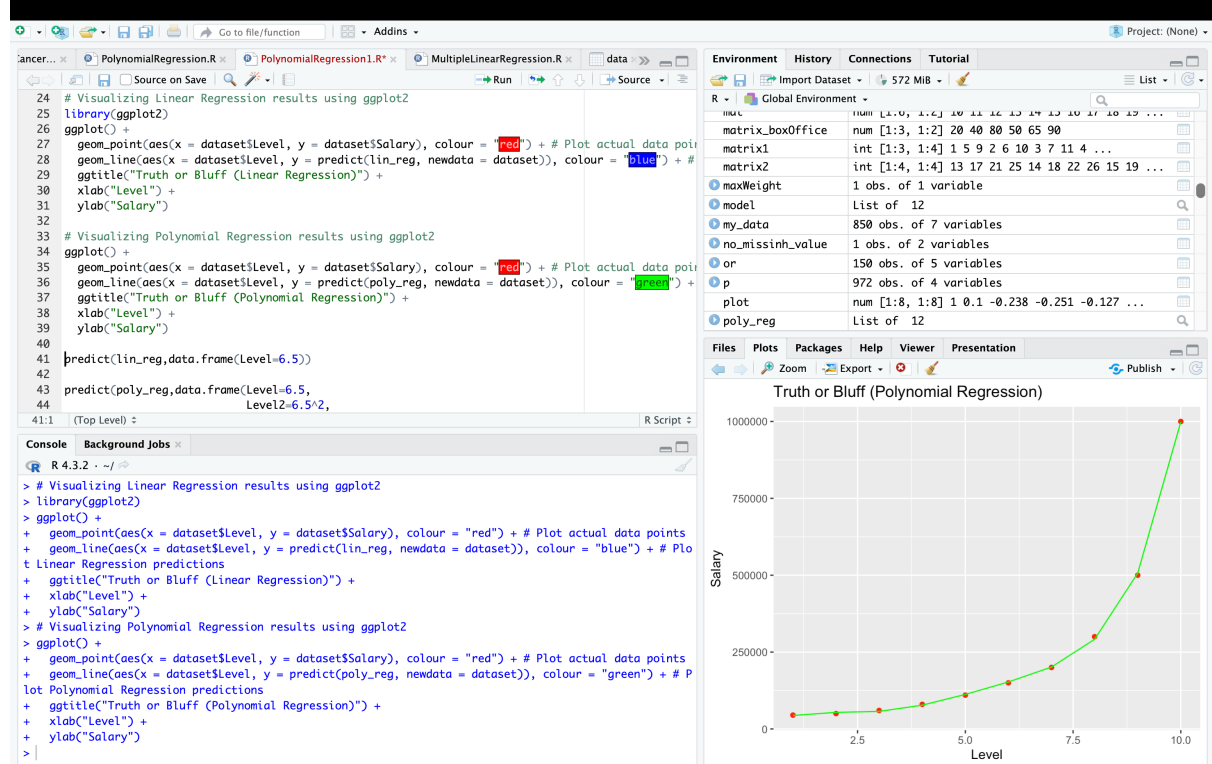 Go to file/function
Addins
Project: (None)
ancer...
PolynomialRegression.R
PolynomialRegression1.R*
MultipleLinearRegression.R
data
Source on Save
Run
Source
24 # Visualizing Linear Regression results using ggplot2
25 library(ggplot2)
26 ggplot() +
27 geom_point(aes(x = dataset$Level, y = dataset$Salary), colour = "red") + # Plot actual data poin
28 geom_line(aes(x = dataset$Level, y = predict(lin_reg, newdata = dataset)), colour = "blue") + #
29 ggtitle("Truth or Bluff (Linear Regression)") +
30 xlab("Level") +
31 ylab("Salary")
32
33 # Visualizing Polynomial Regression results using ggplot2
34 ggplot() +
35 geom_point(aes(x = dataset$Level, y = dataset$Salary), colour = "red") + # Plot actual data poin
36 geom_line(aes(x = dataset$Level, y = predict(poly_reg, newdata = dataset)), colour = "green") +
37 ggtitle("Truth or Bluff (Polynomial Regression)") +
38 xlab("Level") +
39 ylab("Salary")
40
41 predict(lin_reg,data.frame(Level=6.5))
42
43 predict(poly_reg,data.frame(Level=6.5,
44 Level2=6.5^2,
41:1 (Top Level) R Script
Console Background Jobs
R 4.3.2 · ~/
> # Visualizing Linear Regression results using ggplot2
> library(ggplot2)
> ggplot() +
+ geom_point(aes(x = dataset$Level, y = dataset$Salary), colour = "red") + # Plot actual data points
+ geom_line(aes(x = dataset$Level, y = predict(lin_reg, newdata = dataset)), colour = "blue") + # Plo
t Linear Regression predictions
+ ggtitle("Truth or Bluff (Linear Regression)") +
+ xlab("Level") +
+ ylab("Salary")
> # Visualizing Polynomial Regression results using ggplot2
> ggplot() +
+ geom_point(aes(x = dataset$Level, y = dataset$Salary), colour = "red") + # Plot actual data points
+ geom_line(aes(x = dataset$Level, y = predict(poly_reg, newdata = dataset)), colour = "green") + # P
lot Polynomial Regression predictions
+ ggtitle("Truth or Bluff (Polynomial Regression)") +
+ xlab("Level") +
+ ylab("Salary")
>
Environment History Connections Tutorial
Import Dataset 572 MiB List
R Global Environment
mat num [1:6, 1:2] 10 11 12 13 14 15 16 17 18 19 ...
matrix_boxOffice num [1:3, 1:2] 20 40 80 50 65 90
matrix1 int [1:3, 1:4] 1 5 9 2 6 10 3 7 11 4 ...
matrix2 int [1:4, 1:4] 13 17 21 25 14 18 22 26 15 19 ...
maxWeight 1 obs. of 1 variable
model List of 12
my_data 850 obs. of 7 variables
no_missinh_value 1 obs. of 2 variables
or 150 obs. of 5 variables
p 972 obs. of 4 variables
plot num [1:8, 1:8] 1 0.1 -0.238 -0.251 -0.127 ...
poly_reg List of 12
Files Plots Packages Help Viewer Presentation
Zoom Export Publish
Truth or Bluff (Polynomial Regression)
1000000
750000
500000
250000
0
Salary
2.5 5.0 7.5 10.0
Level